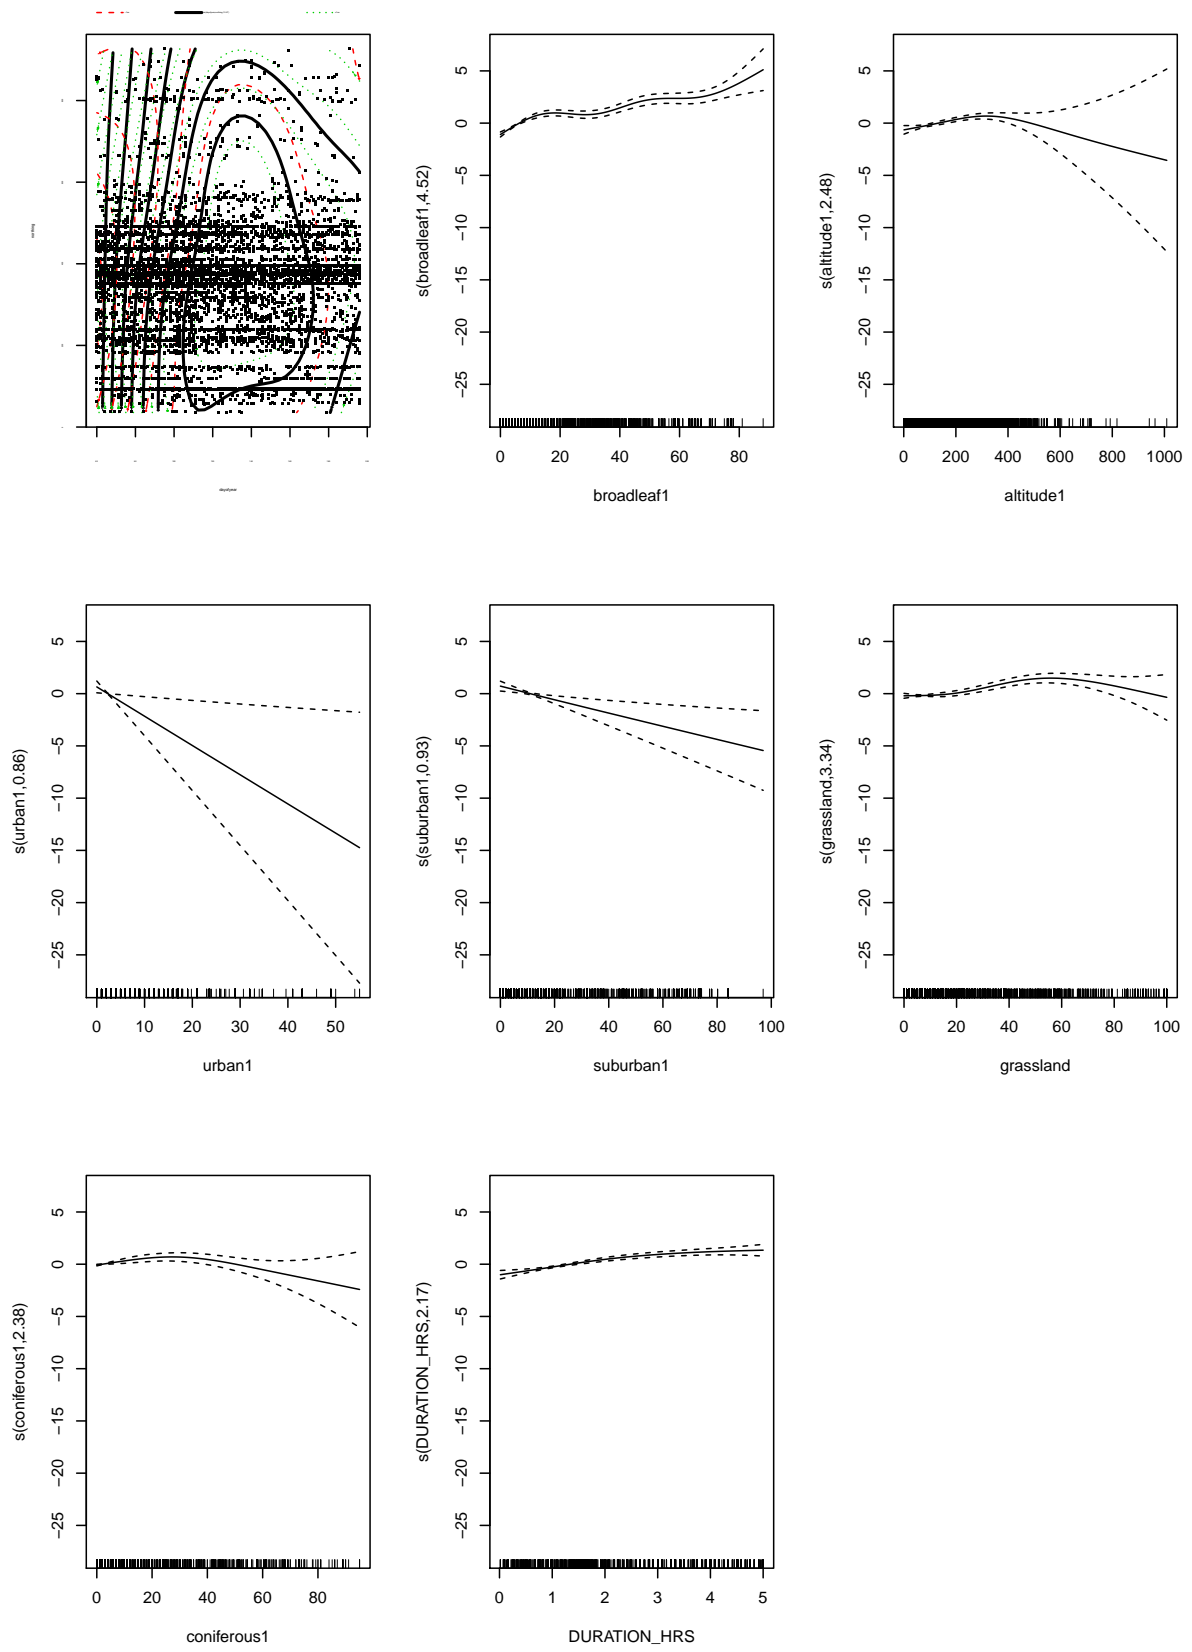 5
0
−5
−10
−15
−20
−25
s(broadleaf1,4.52)
0 20 40 60 80
broadleaf1
5
0
−5
−10
−15
−20
−25
s(altitude1,2.48)
0 200 400 600 800 1000
altitude1
5
0
−5
−10
−15
−20
−25
s(urban1,0.86)
0 10 20 30 40 50
urban1
5
0
−5
−10
−15
−20
−25
s(suburban1,0.93)
0 20 40 60 80 100
suburban1
5
0
−5
−10
−15
−20
−25
s(grassland,3.34)
0 20 40 60 80 100
grassland
5
0
−5
−10
−15
−20
−25
s(coniferous1,2.38)
0 20 40 60 80
coniferous1
5
0
−5
−10
−15
−20
−25
s(DURATION_HRS,2.17)
0 1 2 3 4 5
DURATION_HRS